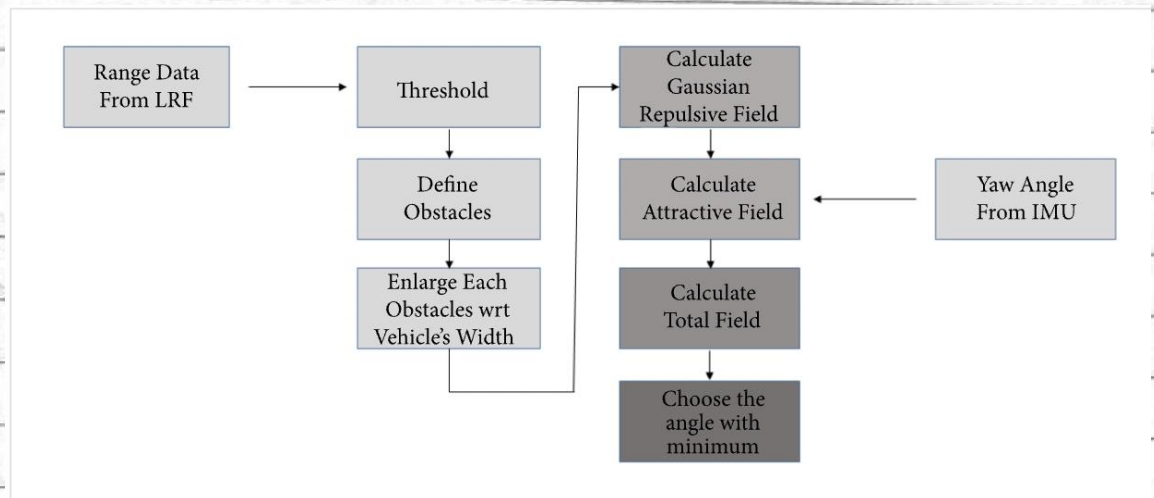 Range Data
From LRF
Threshold
Define
Obstacles
Enlarge Each
Obstacles wrt
Vehicle's Width
Calculate
Gaussian
Repulsive Field
Calculate
Attractive Field
Yaw Angle
From IMU
Calculate
Total Field
Choose the
angle with
minimum